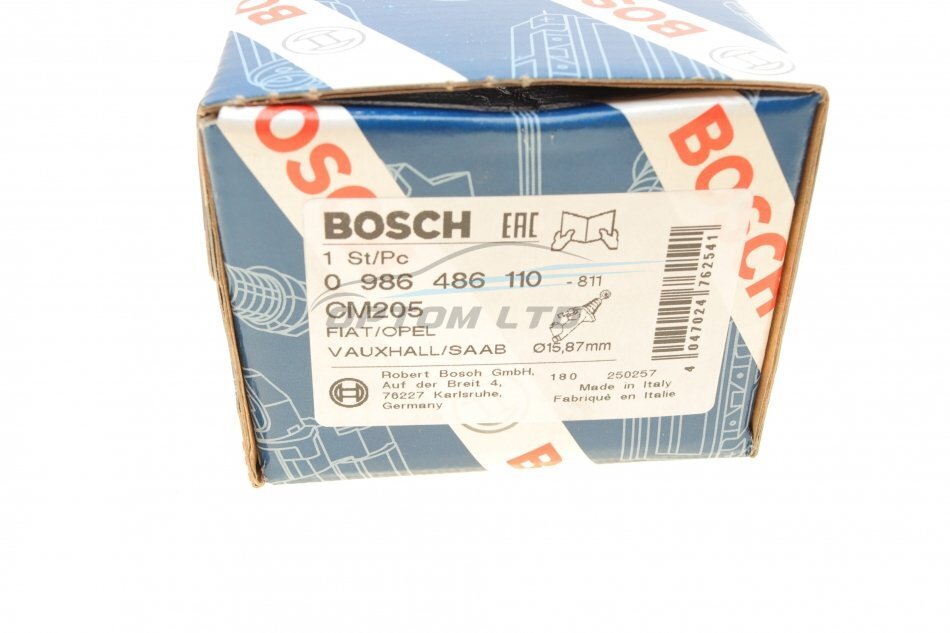 BOSCH
BOSCH
BOSCH
BOSCH EAC
1 St/Pc
0 986 486 110 -811
CM205
OPTOM LTD
FIAT/OPEL
VAUXHALL/SAAB Ø15,87mm
4 047024 762541
Robert Bosch GmbH, 180 250257
Auf der Breit 4, Made in Italy
76227 Karlsruhe, Fabriqué en Italie
Germany
B